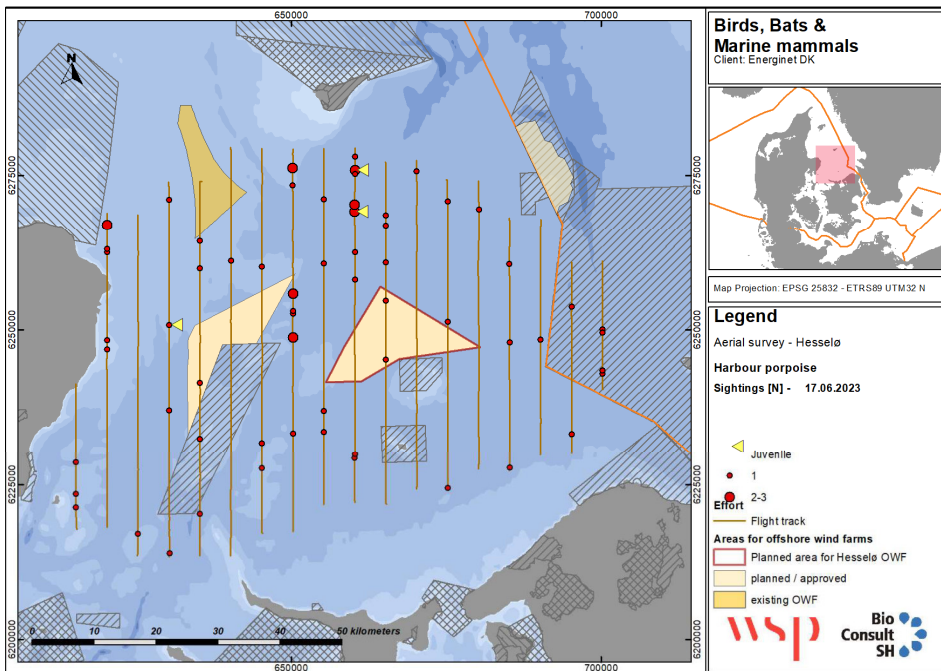 650000
700000
N
6275000
6275000
6250000
6250000
6225000
6225000
6200000
6200000
0 10 20 30 40 50 kilometers
650000
700000
Birds, Bats &
Marine mammals
Client: Energinet DK
Map Projection: EPSG 25832 - ETRS89 UTM32 N
Legend
Aerial survey - Hesselø
Harbour porpoise
Sightings [N] - 17.06.2023
Juvenile
1
2-3
Effort
Flight track
Areas for offshore wind farms
Planned area for Hesselø OWF
planned / approved
existing OWF
wsp
Bio
Consult
SH